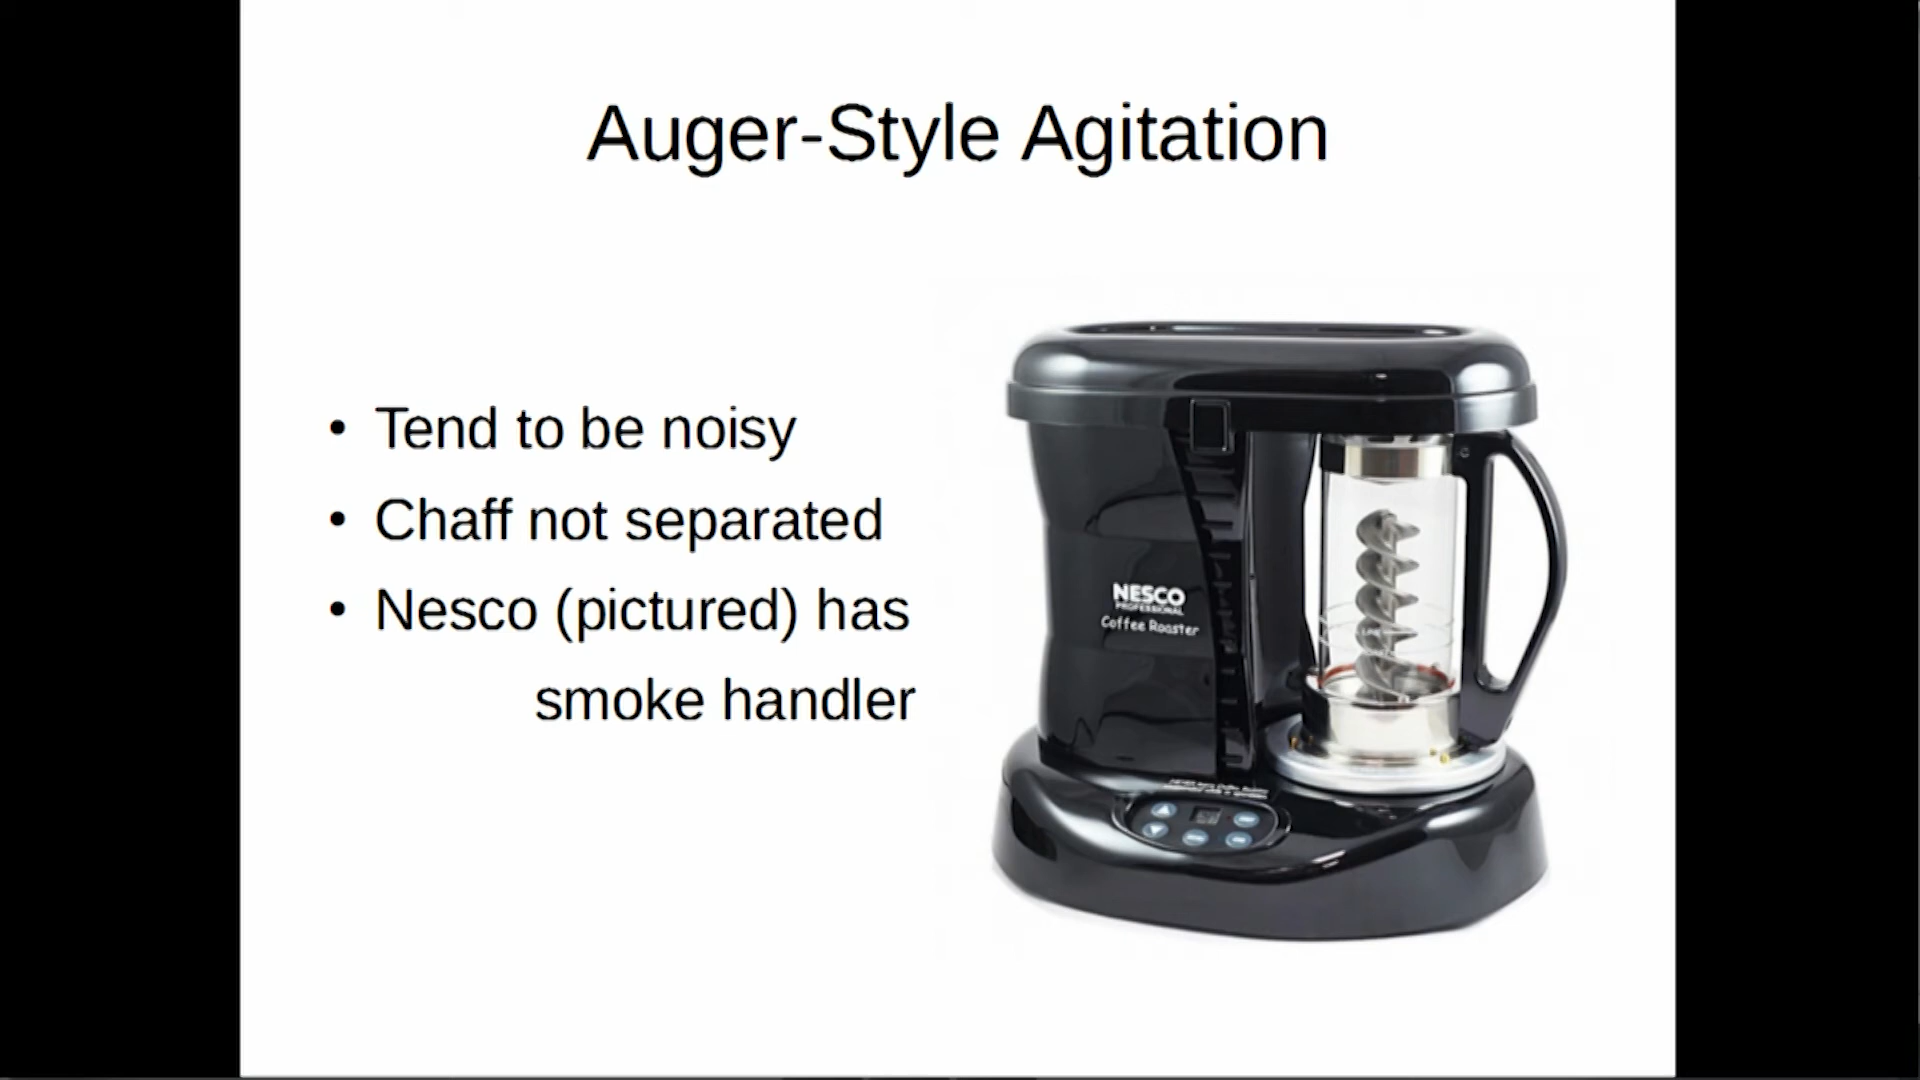 Auger-Style Agitation
• Tend to be noisy
• Chaff not separated
• Nesco (pictured) has
smoke handler
NESCO
PROFESSIONAL
Coffee Roaster